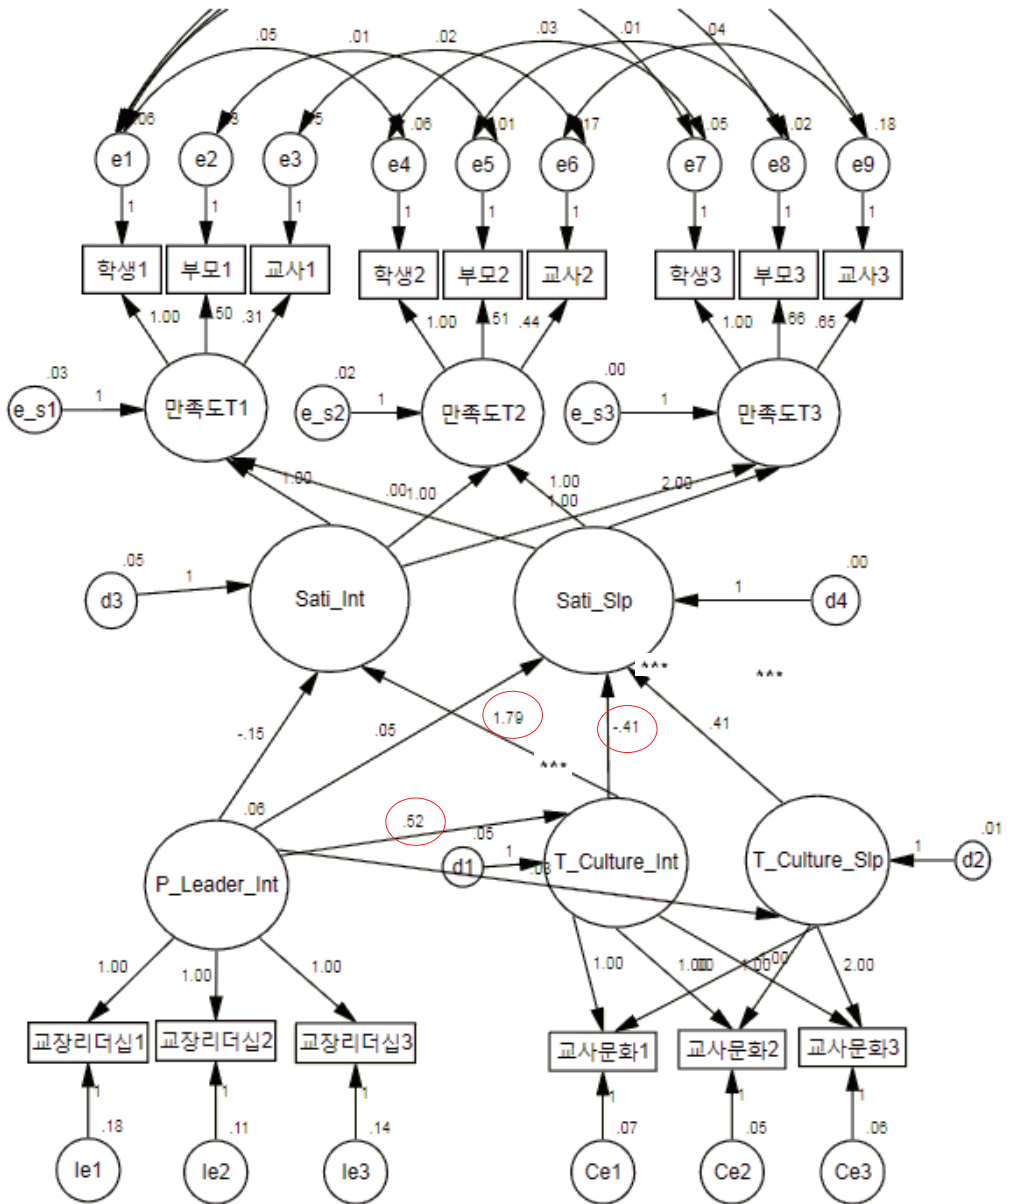 .05 .01 .02 .03 .01 .04
.06 .06 .01 .17 .05 .02 .18
e1 e2 e3 e4 e5 e6 e7 e8 e9
1 1 1 1 1 1 1 1 1
학생1 부모1 교사1 학생2 부모2 교사2 학생3 부모3 교사3
1.00 .50 .31 1.00 .51 .44 1.00 .66 .65
.03 .02 .00
e_s1 1 만족도T1 e_s2 1 만족도T2 e_s3 1 만족도T3
1.00 .00 1.00 1.00 1.00 2.00
.05 .00
d3 1 Sati_Int Sati_Slp 1 d4
*** ***
-.15 .05 1.79 -.41 .41
***
.06 .52 .05 .01
P_Leader_Int d1 1 .03 T_Culture_Int T_Culture_Slp 1 d2
1.00 1.00 1.00 1.00 1.00 1.00 2.00
교장리더십1 교장리더십2 교장리더십3 교사문화1 교사문화2 교사문화3
1 1 1 1 1 1
.18 .11 .14 .07 .05 .06
le1 le2 le3 Ce1 Ce2 Ce3